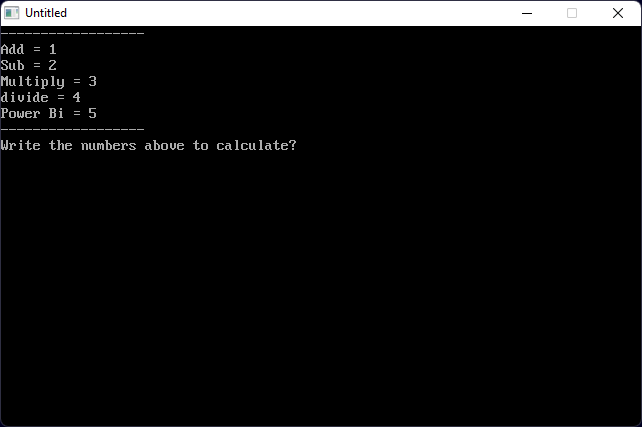 Untitled
------------------
Add = 1
Sub = 2
Multiply = 3
divide = 4
Power Bi = 5
------------------
Write the numbers above to calculate?